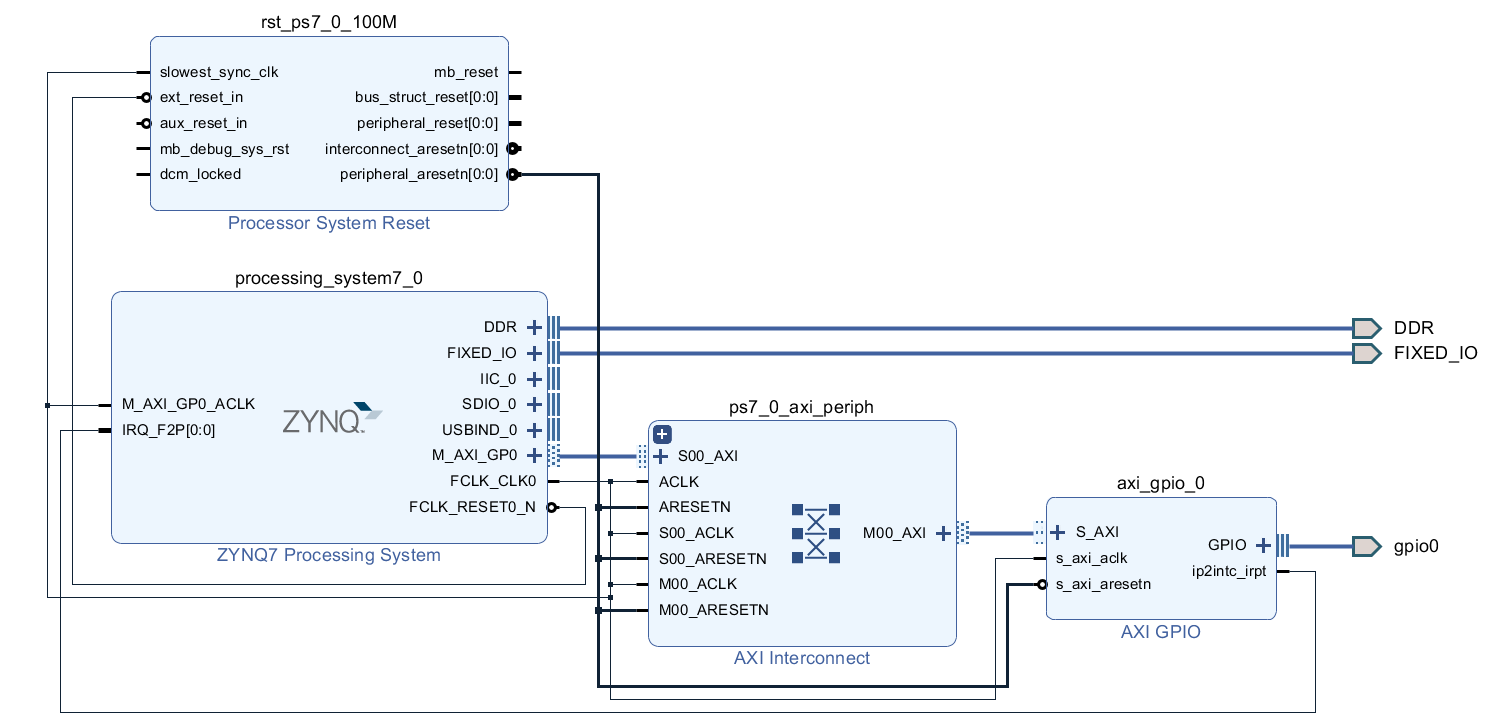 rst_ps7_0_100M
slowest_sync_clk
ext_reset_in
aux_reset_in
mb_debug_sys_rst
dcm_locked
mb_reset
bus_struct_reset[0:0]
peripheral_reset[0:0]
interconnect_aresetn[0:0]
peripheral_aresetn[0:0]
Processor System Reset
processing_system7_0
M_AXI_GP0_ACLK
IRQ_F2P[0:0]
ZYNQ
DDR
FIXED_IO
IIC_0
SDIO_0
USBIND_0
M_AXI_GP0
FCLK_CLK0
FCLK_RESET0_N
ZYNQ7 Processing System
ps7_0_axi_periph
S00_AXI
ACLK
ARESETN
S00_ACLK
S00_ARESETN
M00_ACLK
M00_ARESETN
M00_AXI
AXI Interconnect
axi_gpio_0
S_AXI
s_axi_aclk
s_axi_aresetn
GPIO
ip2intc_irpt
AXI GPIO
DDR
FIXED_IO
gpio0